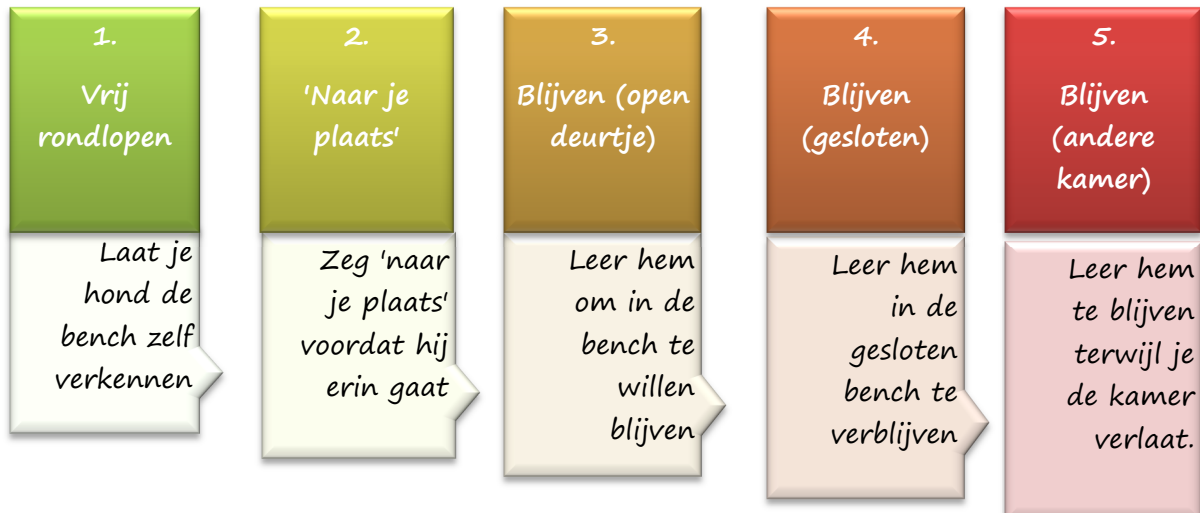 1.
Vrij
rondlopen
Laat je
hond de
bench zelf
verkennen
2.
'Naar je
plaats'
Zeg 'naar
je plaats'
voordat hij
erin gaat
3.
Blijven (open
deurtje)
Leer hem
om in de
bench te
willen
blijven
4.
Blijven
(gesloten)
Leer hem
in de
gesloten
bench te
verblijven
5.
Blijven
(andere
kamer)
Leer hem
te blijven
terwijl je
de kamer
verlaat.